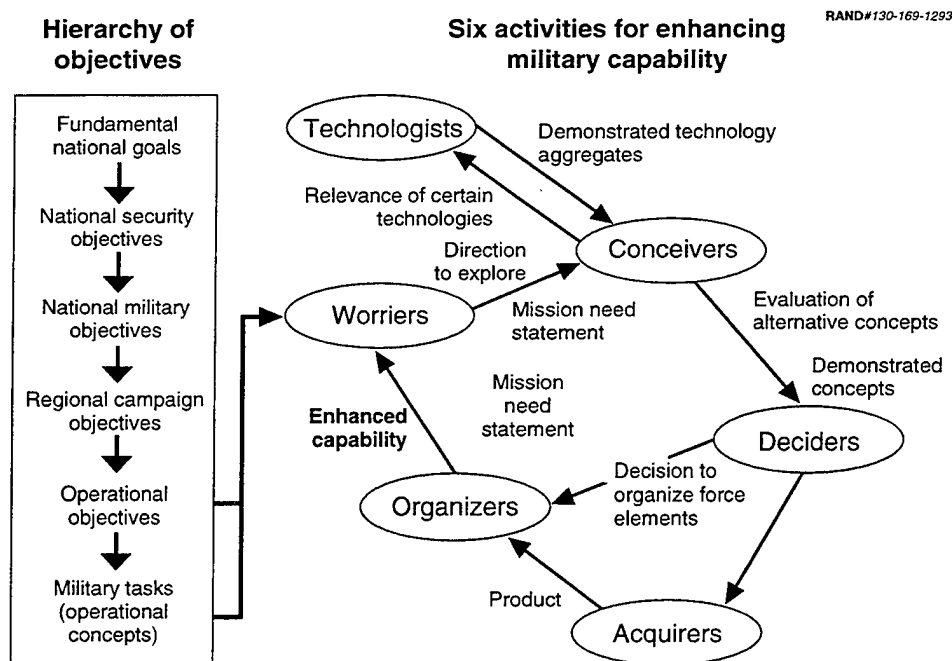 RAND#130-169-1293
Hierarchy of
objectives
Six activities for enhancing
military capability
Fundamental
national goals
National security
objectives
National military
objectives
Regional campaign
objectives
Operational
objectives
Military tasks
(operational
concepts)
Technologists
Demonstrated technology
aggregates
Relevance of certain
technologies
Conceivers
Direction
to explore
Worriers
Mission need
statement
Evaluation of
alternative concepts
Demonstrated
concepts
Mission
need
statement
Enhanced
capability
Deciders
Decision to
organize force
elements
Organizers
Product
Acquirers